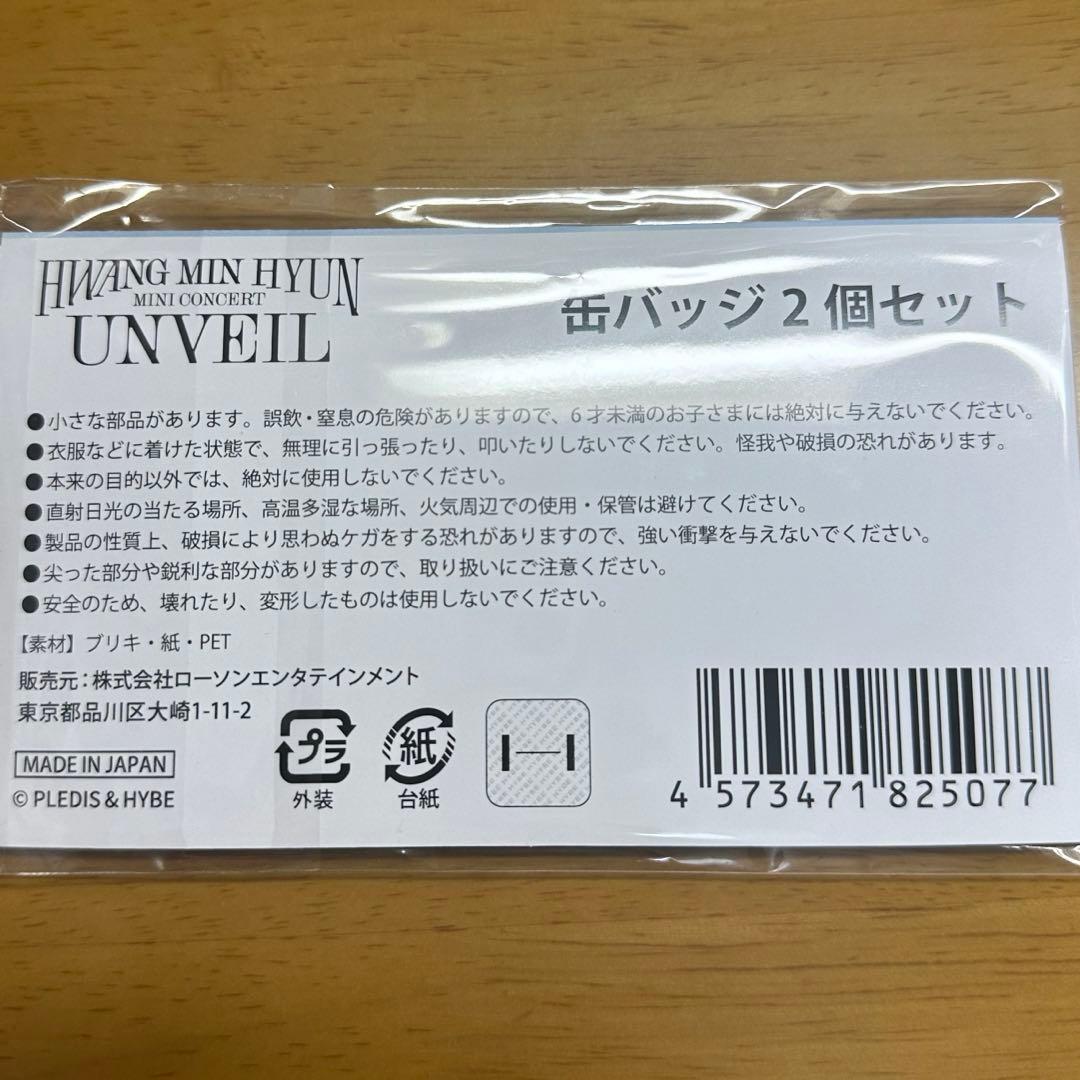 HWANG MIN HYUN
MINI CONCERT
UNVEIL
缶バッジ2個セット
●小さな部品があります。誤飲・窒息の危険がありますので、6才未満のお子さまには絶対に与えないでください。
●衣服などに着けた状態で、無理に引っ張ったり、叩いたりしないでください。怪我や破損の恐れがあります。
●本来の目的以外では、絶対に使用しないでください。
●直射日光の当たる場所、高温多湿な場所、火気周辺での使用・保管は避けてください。
●製品の性質上、破損により思わぬケガをする恐れがありますので、強い衝撃を与えないでください。
●尖った部分や鋭利な部分がありますので、取り扱いにご注意ください。
●安全のため、壊れたり、変形したものは使用しないでください。
【素材】ブリキ・紙・PET
販売元:株式会社ローソンエンタテインメント
東京都品川区大崎1-11-2
MADE IN JAPAN
© PLEDIS & HYBE
プラ
外装
紙
台紙
4 573471 825077